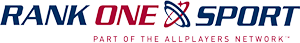 RANK ONE SPORT
PART OF THE ALLPLAYERS NETWORK™